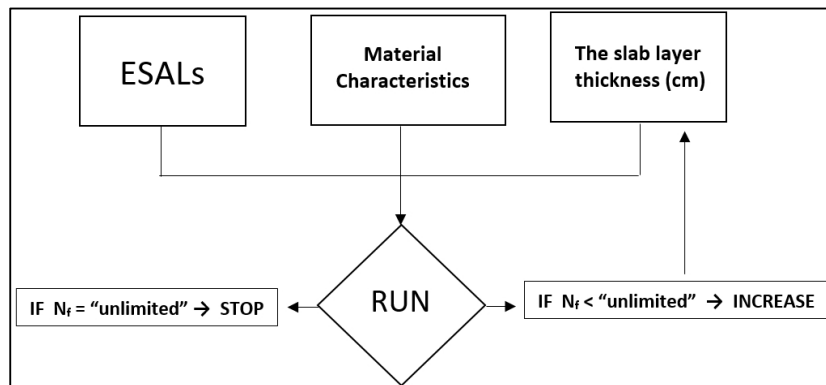 ESALs
Material
Characteristics
The slab layer
thickness (cm)
IF Nf = “unlimited” → STOP
RUN
IF Nf < “unlimited” → INCREASE